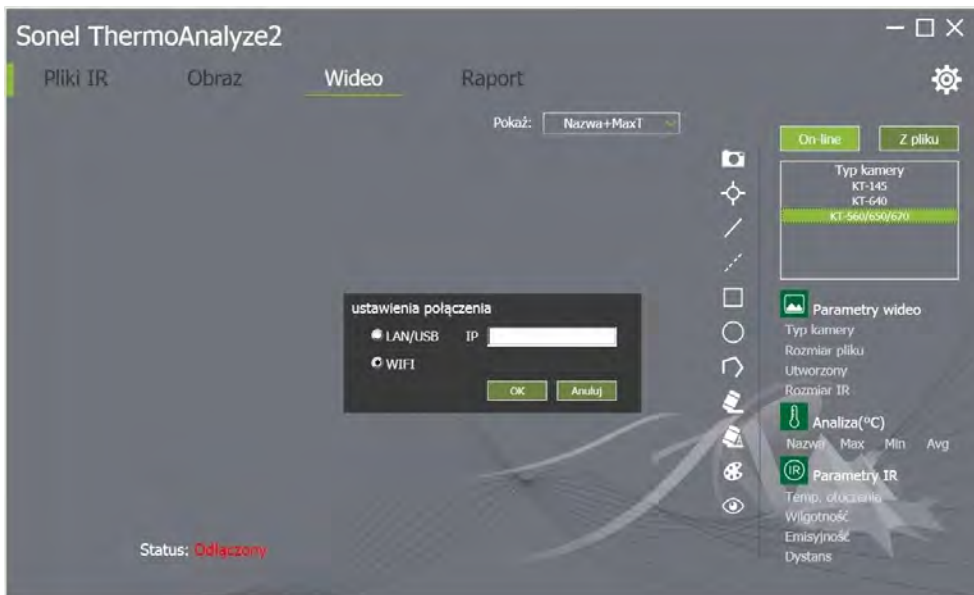 Sonel ThermoAnalyze2
Pliki IR Obraz Wideo Raport
Pokaż: Nazwa+MaxT
On-line Z pliku
Typ kamery
KT-145
KT-640
KT-560/650/670
ustawienia połączenia
LAN/USB IP
WIFI
OK Anuluj
Parametry wideo
Typ kamery
Rozmiar pliku
Utworzony
Rozmiar IR
Analiza(°C)
Nazwa Max Min Avg
IR Parametry IR
Temp. otoczenia
Wilgotność
Emisyjność
Dystans
Status: Odłączony